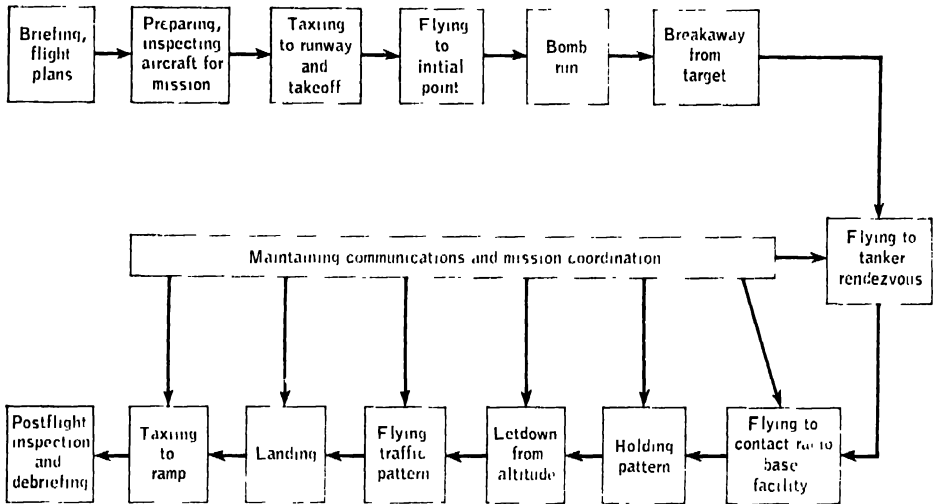 Briefing,
flight
plans
Preparing,
inspecting
aircraft for
mission
Taxiing
to runway
and
takeoff
Flying
to
initial
point
Bomb
run
Breakaway
from
target
Flying to
tanker
rendezvous
Maintaining communications and mission coordination
Postflight
inspection
and
debriefing
Taxiing
to
ramp
Landing
Flying
traffic
pattern
Letdown
from
altitude
Holding
pattern
Flying to
contact radio
base
facility